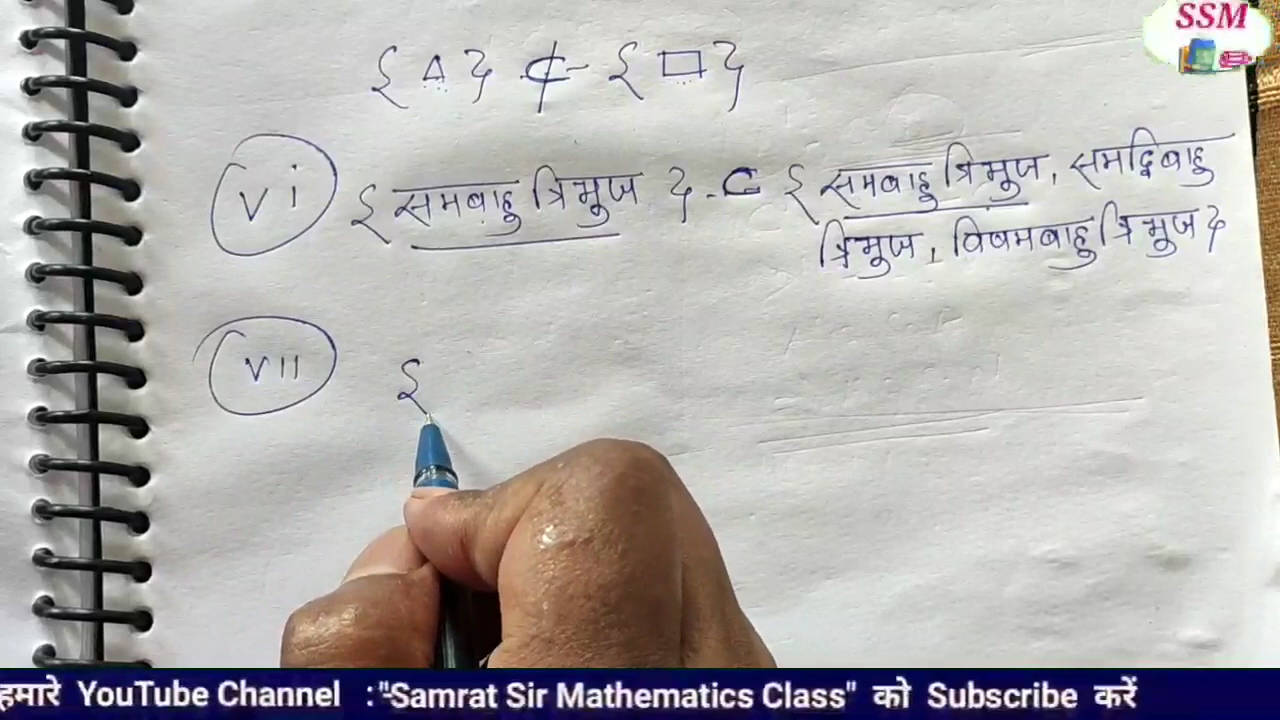 SSM
{ △ } ⊄ { □ }
vi { समबाहु त्रिभुज } ⊂ { समबाहु त्रिभुज, समद्विबाहु
त्रिभुज, विषमबाहु त्रिभुज }
vii {
हमारे YouTube Channel :"Samrat Sir Mathematics Class" को Subscribe करें